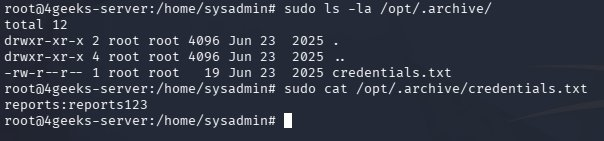 root@4geeks-server:/home/sysadmin# sudo ls -la /opt/.archive/
total 12
drwxr-xr-x 2 root root 4096 Jun 23  2025 .
drwxr-xr-x 4 root root 4096 Jun 23  2025 ..
-rw-r--r-- 1 root root   19 Jun 23  2025 credentials.txt
root@4geeks-server:/home/sysadmin# sudo cat /opt/.archive/credentials.txt
reports:reports123
root@4geeks-server:/home/sysadmin#